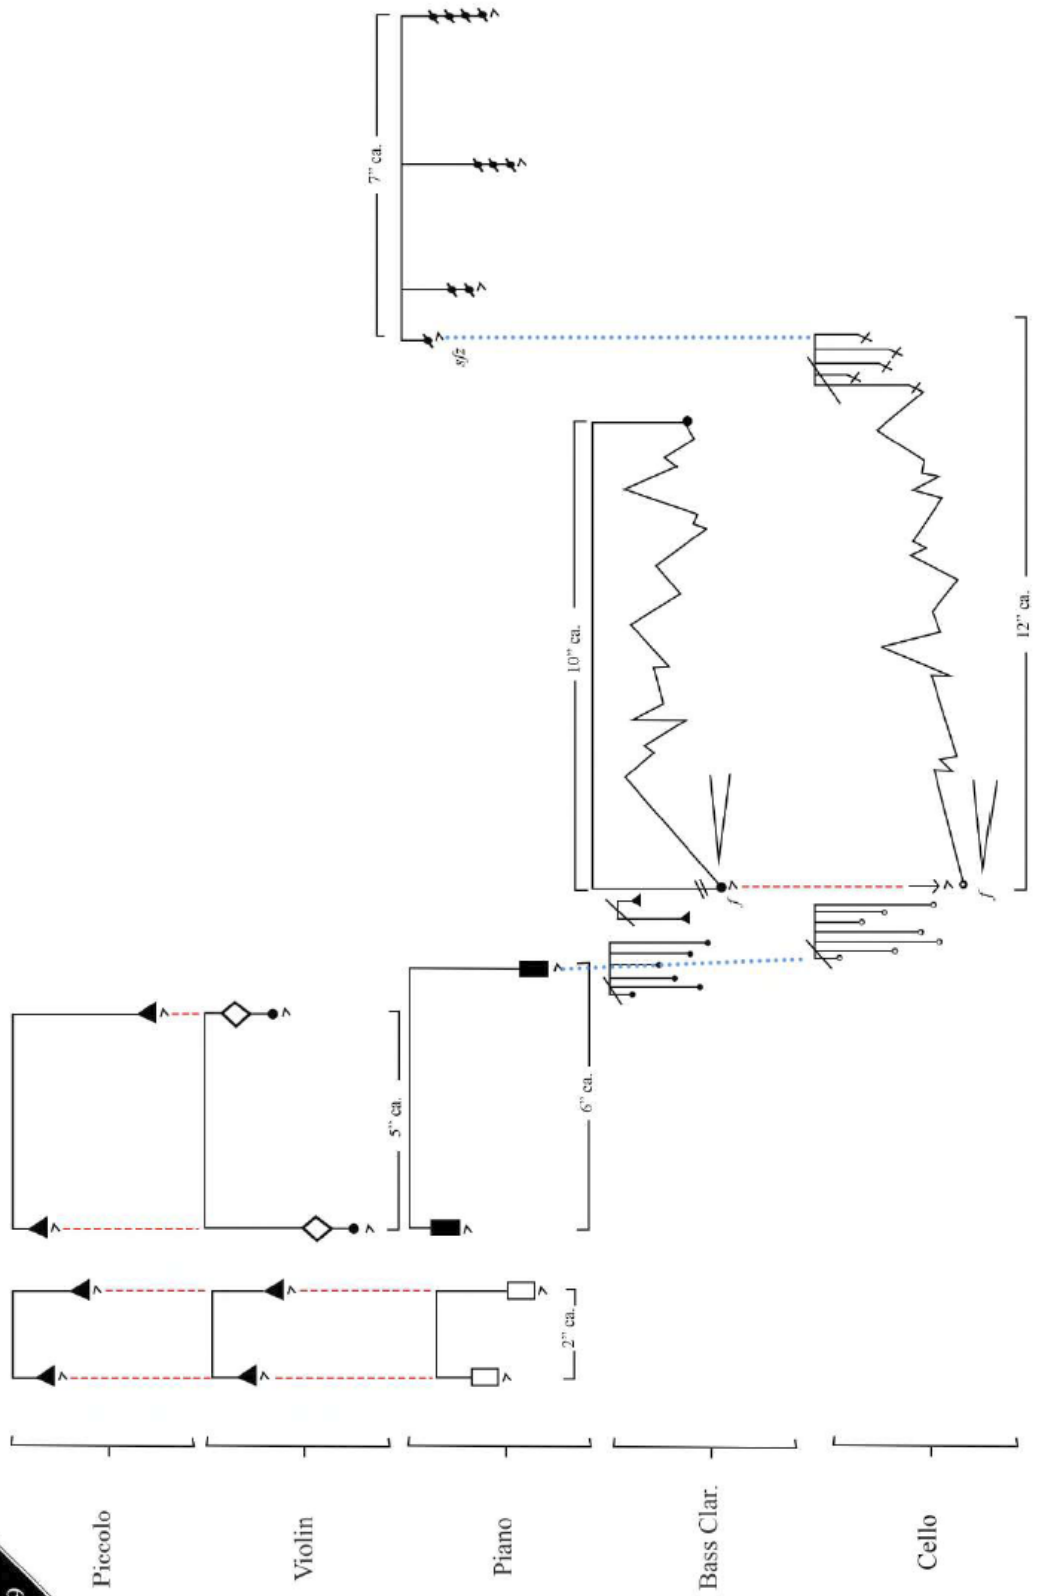 Piccolo
Violin
7” ca.
5” ca.
sfz
Piano
2” ca.
6” ca.
10” ca.
Bass Clar.
f
Cello
f
12” ca.